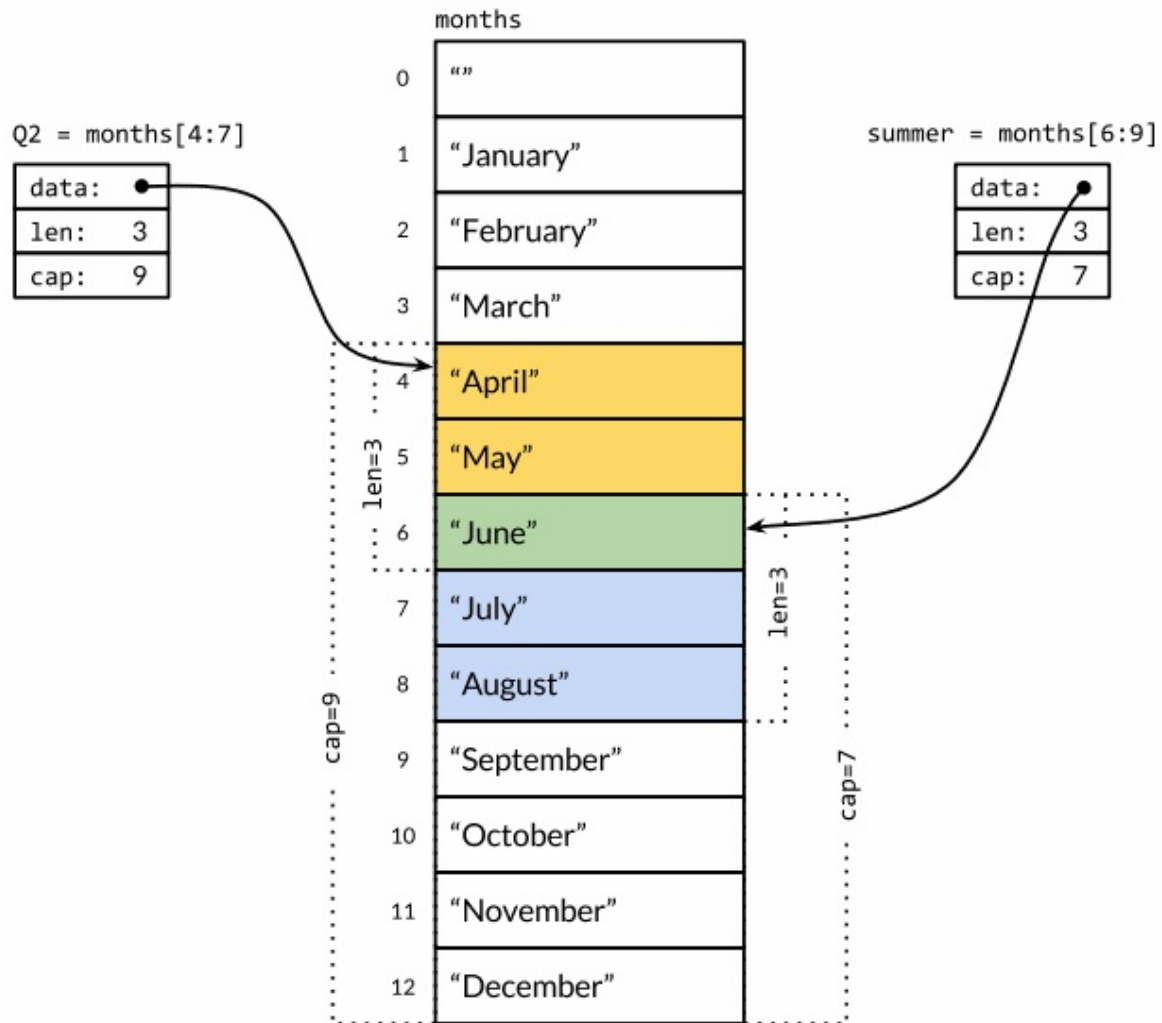 months
0 “”
Q2 = months[4:7]
summer = months[6:9]
1 “January”
data:
data:
len: 3
len: 3
2 “February”
cap: 9
cap: 7
3 “March”
4 “April”
len=3
5 “May”
6 “June”
len=3
7 “July”
8 “August”
cap=9
9 “September”
cap=7
10 “October”
11 “November”
12 “December”